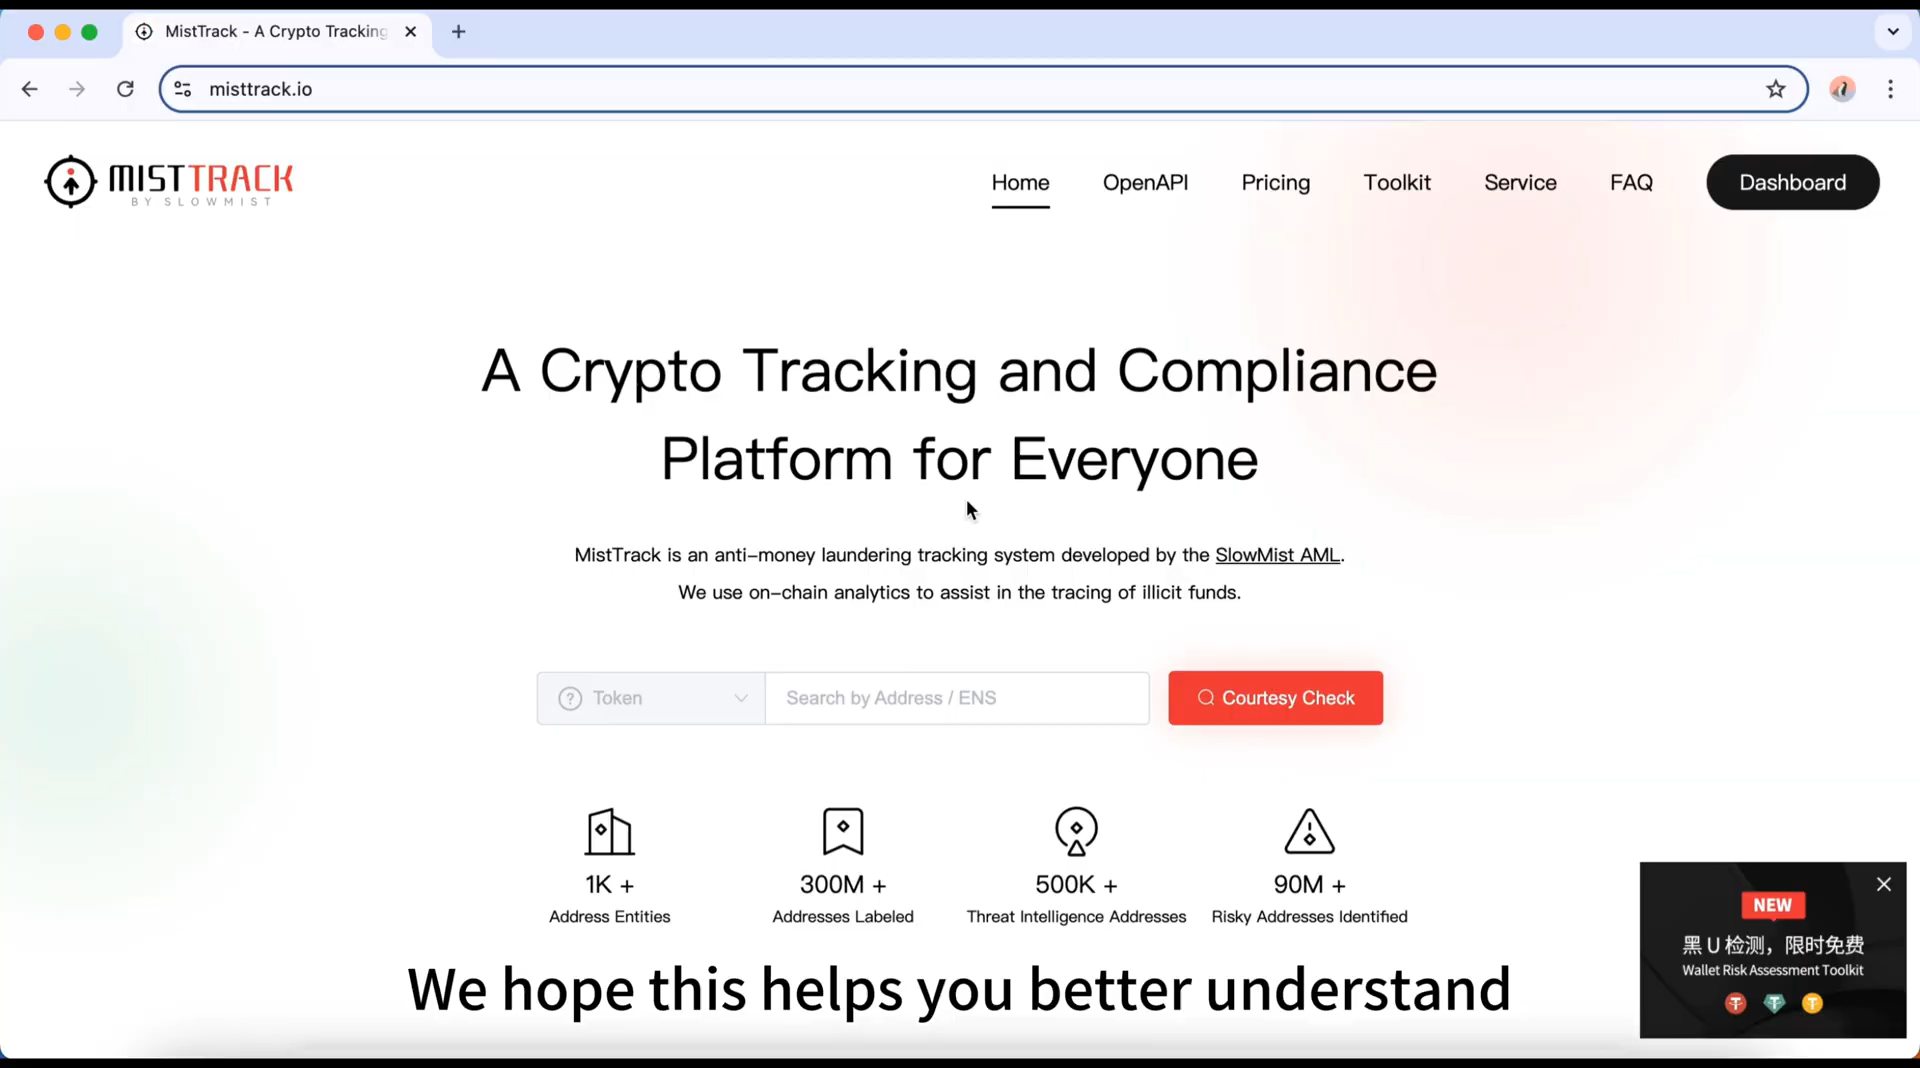 MistTrack - A Crypto Tracking
misttrack.io
MISTTRACK
BY SLOWMIST
Home
OpenAPI
Pricing
Toolkit
Service
FAQ
Dashboard
A Crypto Tracking and Compliance
Platform for Everyone
MistTrack is an anti-money laundering tracking system developed by the SlowMist AML.
We use on-chain analytics to assist in the tracing of illicit funds.
Token
Search by Address / ENS
Courtesy Check
1K +
Address Entities
300M +
Addresses Labeled
500K +
Threat Intelligence Addresses
90M +
Risky Addresses Identified
NEW
黑 U 检测，限时免费
Wallet Risk Assessment Toolkit
We hope this helps you better understand